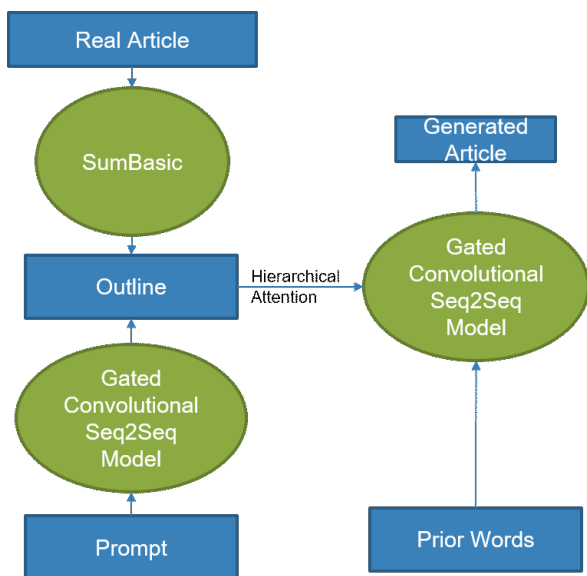 Real Article
SumBasic
Outline
Hierarchical
Attention
Gated
Convolutional
Seq2Seq
Model
Prompt
Generated
Article
Gated
Convolutional
Seq2Seq
Model
Prior Words